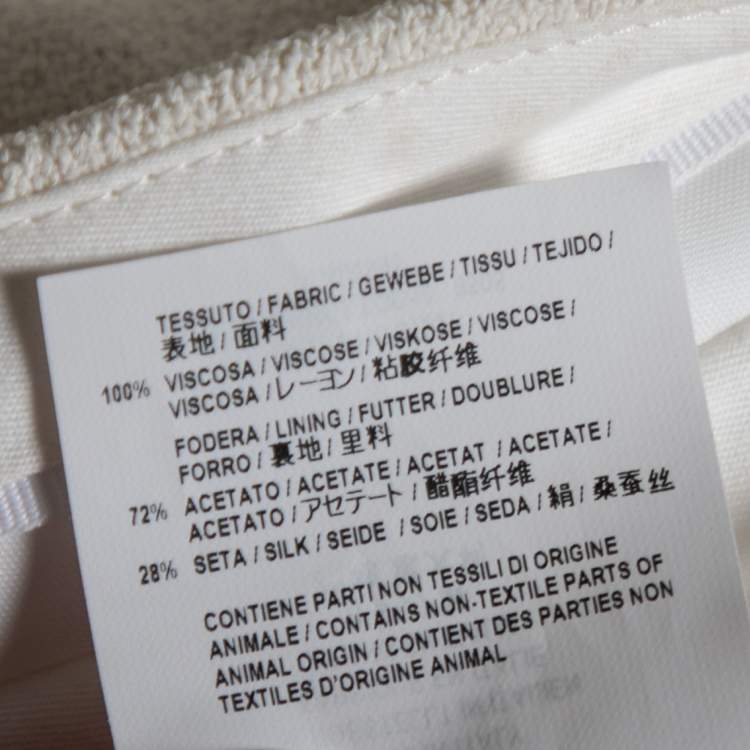 TESSUTO / FABRIC / GEWEBE / TISSU / TEJIDO /
表地 / 面料
100% VISCOSA / VISCOSE / VISKOSE / VISCOSE /
VISCOSA / レーヨン / 粘胶纤维
FODERA / LINING / FUTTER / DOUBLURE /
FORRO / 裏地 / 里料
72% ACETATO / ACETATE / ACETAT / ACETATE /
ACETATO / アセテート / 醋酯纤维
28% SETA / SILK / SEIDE / SOIE / SEDA / 絹 / 桑蚕丝
CONTIENE PARTI NON TESSILI DI ORIGINE
ANIMALE / CONTAINS NON-TEXTILE PARTS OF
ANIMAL ORIGIN / CONTIENT DES PARTIES NON
TEXTILES D'ORIGINE ANIMAL